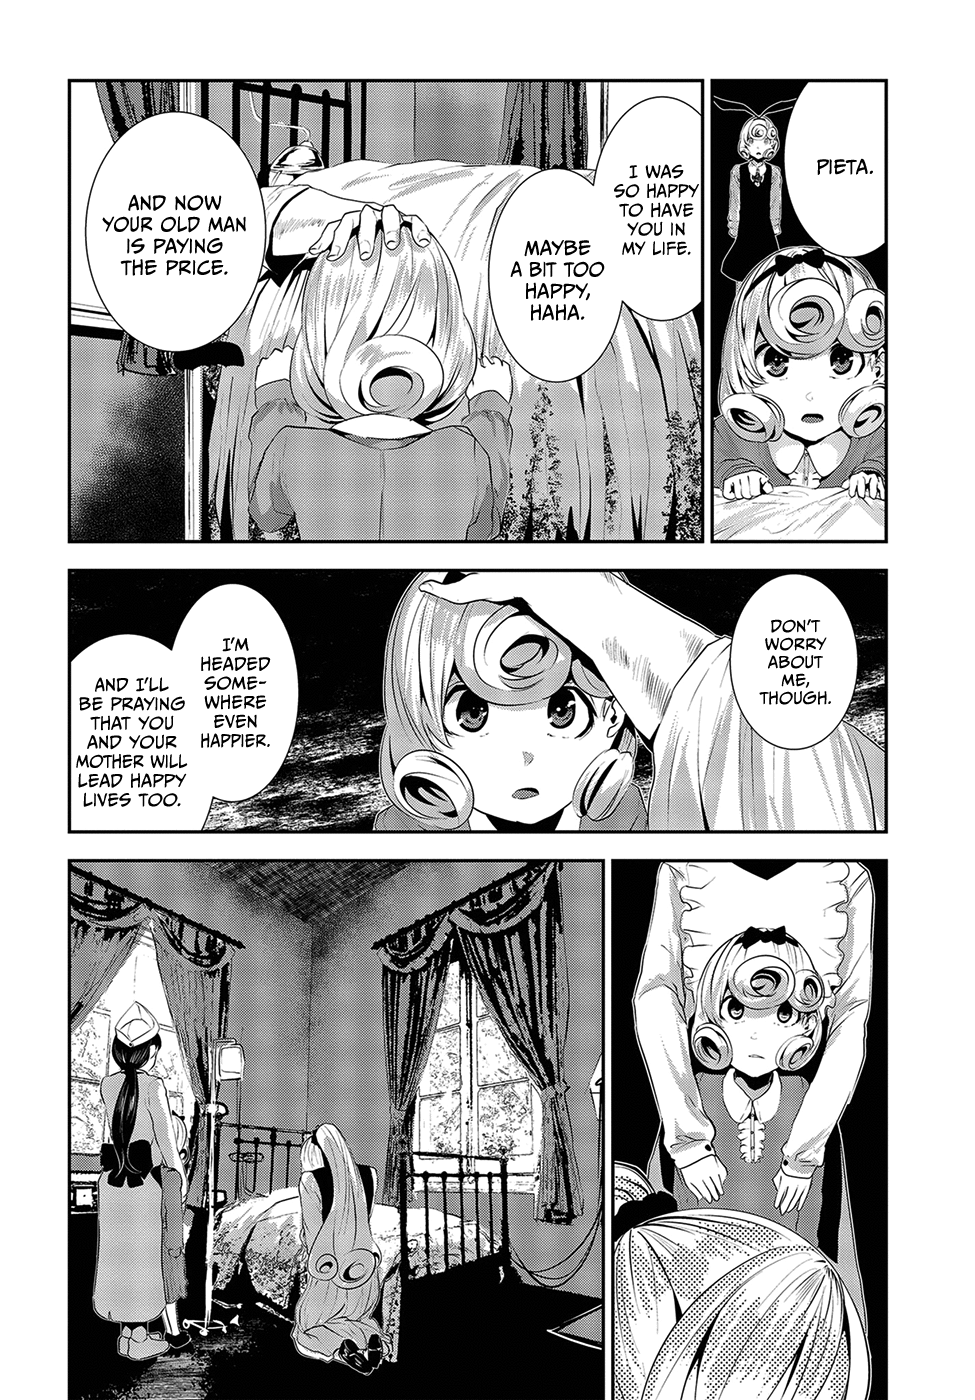 PIETA.
I WAS
SO HAPPY
TO HAVE
YOU IN
MY LIFE.
MAYBE
A BIT TOO
HAPPY,
HAHA.
AND NOW
YOUR OLD MAN
IS PAYING
THE PRICE.
DON'T
WORRY
ABOUT
ME,
THOUGH.
I'M
HEADED
SOME-
WHERE
EVEN
HAPPIER.
AND I'LL
BE PRAYING
THAT YOU
AND YOUR
MOTHER WILL
LEAD HAPPY
LIVES TOO.